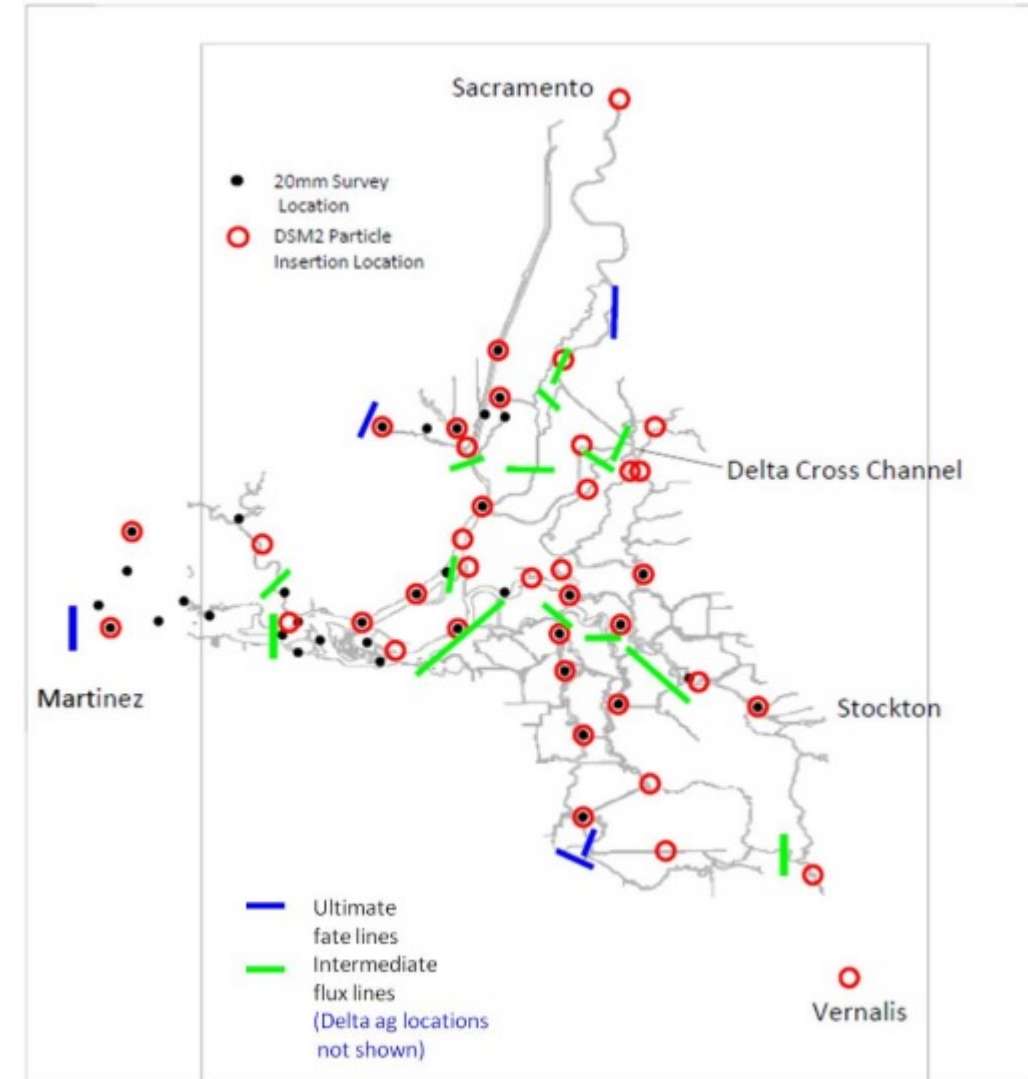 Sacramento
20mm Survey
Location
DSM2 Particle
Insertion Location
Delta Cross Channel
Martinez
Stockton
Ultimate
fate lines
Intermediate
flux lines
(Delta ag locations
not shown)
Vernalis